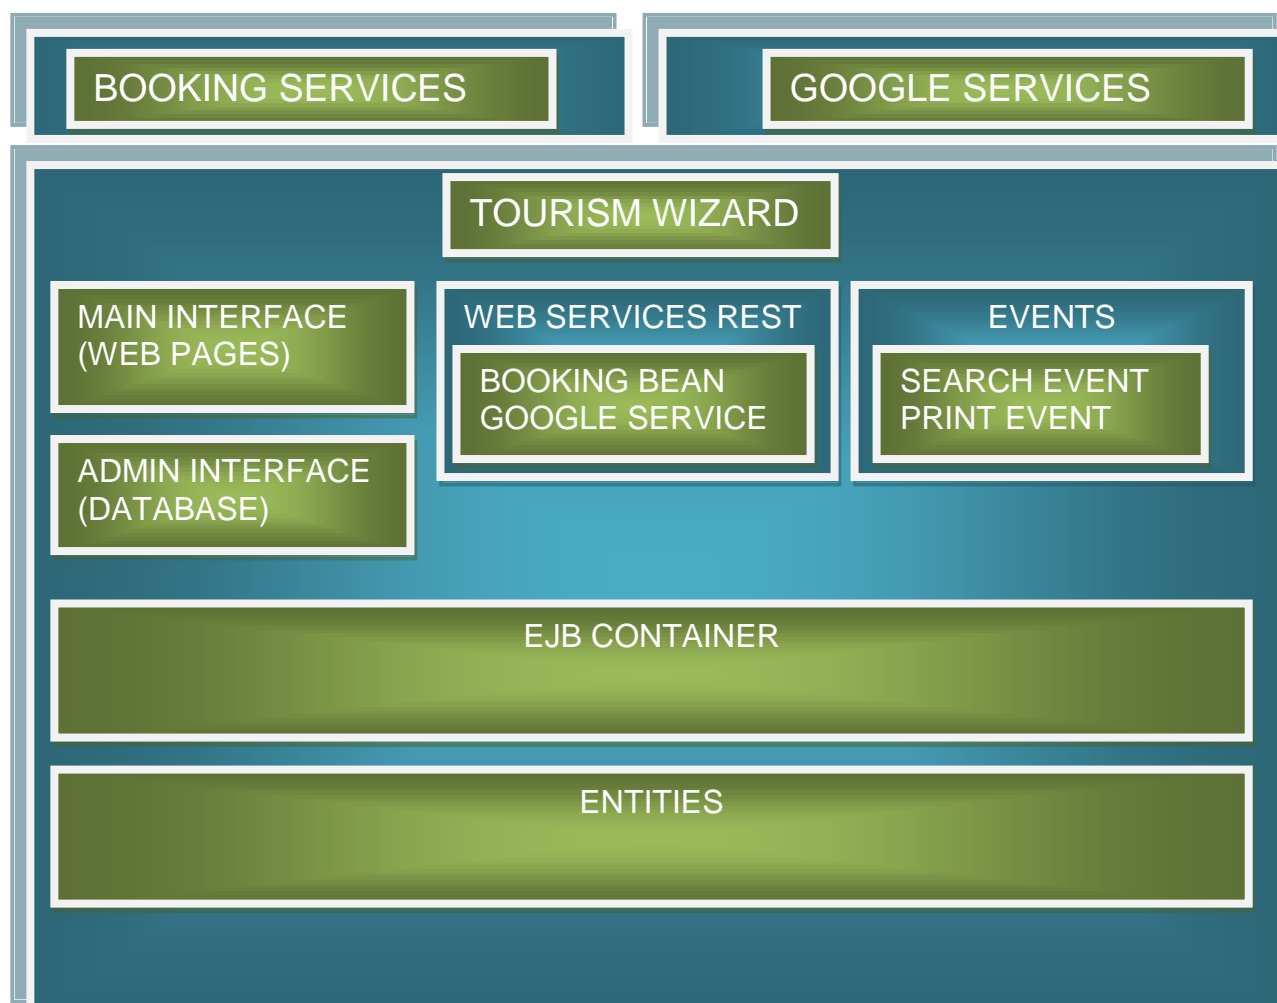 BOOKING SERVICES
GOOGLE SERVICES
TOURISM WIZARD
MAIN INTERFACE
(WEB PAGES)
WEB SERVICES REST
BOOKING BEAN
GOOGLE SERVICE
EVENTS
SEARCH EVENT
PRINT EVENT
ADMIN INTERFACE
(DATABASE)
EJB CONTAINER
ENTITIES